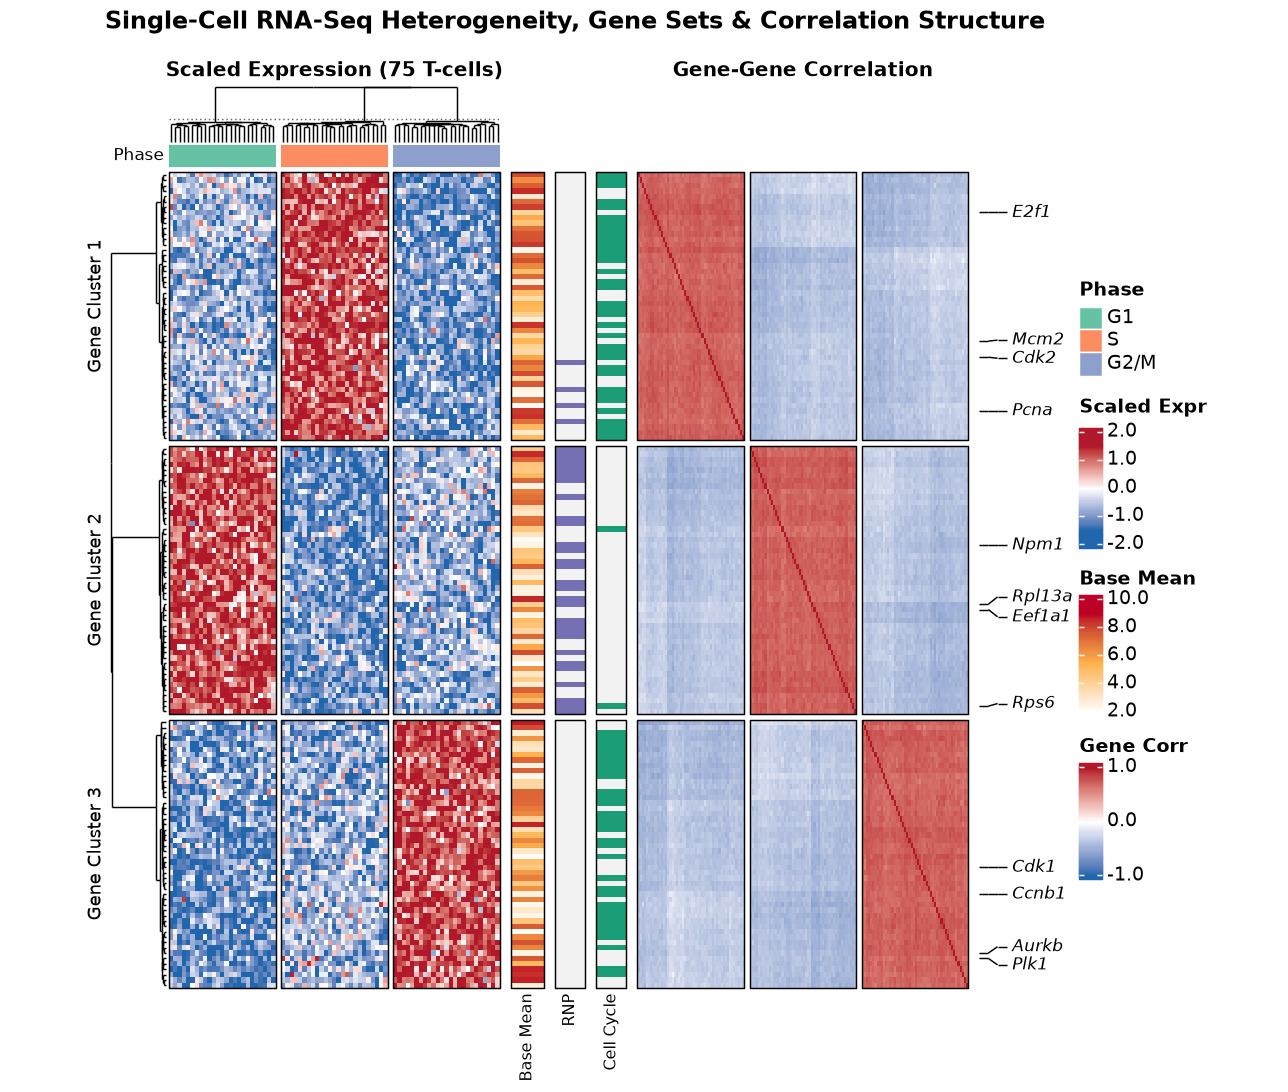 Single-Cell RNA-Seq Heterogeneity, Gene Sets & Correlation Structure
Scaled Expression (75 T-cells)
Gene-Gene Correlation
Phase
Gene Cluster 1
Gene Cluster 2
Gene Cluster 3
Base Mean
RNP
Cell Cycle
E2f1
Mcm2
Cdk2
Pcna
Npm1
Rpl13a
Eef1a1
Rps6
Cdk1
Ccnb1
Aurkb
Plk1
Phase
G1
S
G2/M
Scaled Expr
2.0
1.0
0.0
-1.0
-2.0
Base Mean
10.0
8.0
6.0
4.0
2.0
Gene Corr
1.0
0.0
-1.0